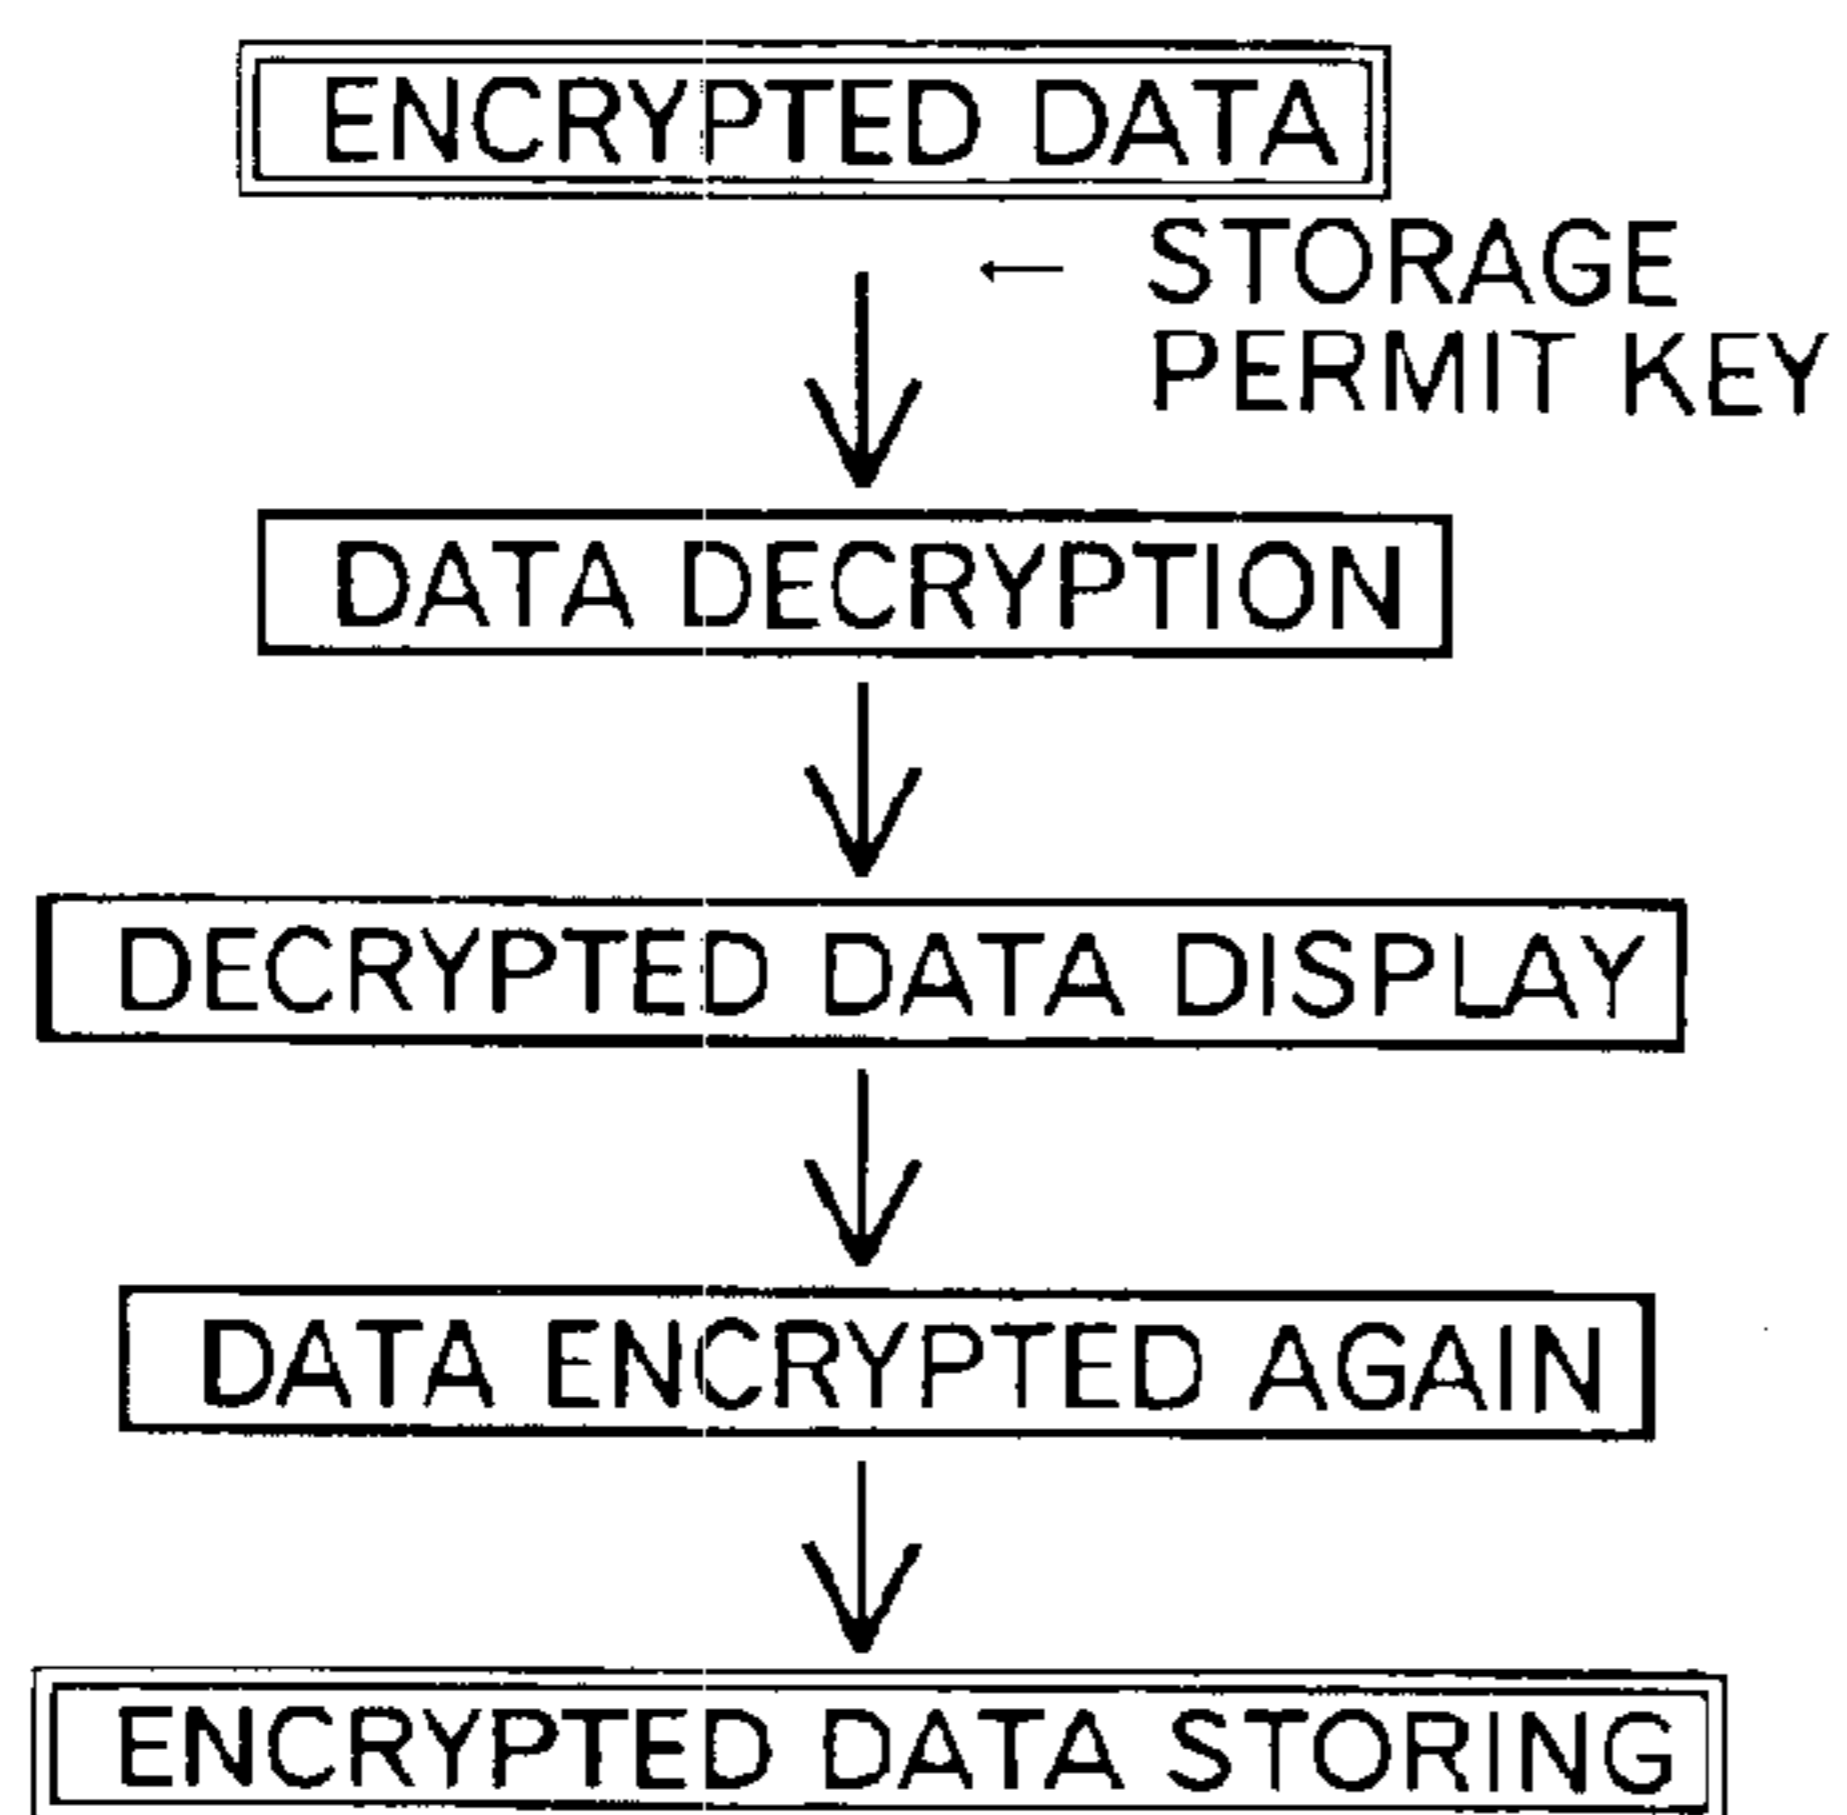 ENCRYPTED DATA
← STORAGE
PERMIT KEY
DATA DECRYPTION
DECRYPTED DATA DISPLAY
DATA ENCRYPTED AGAIN
ENCRYPTED DATA STORING